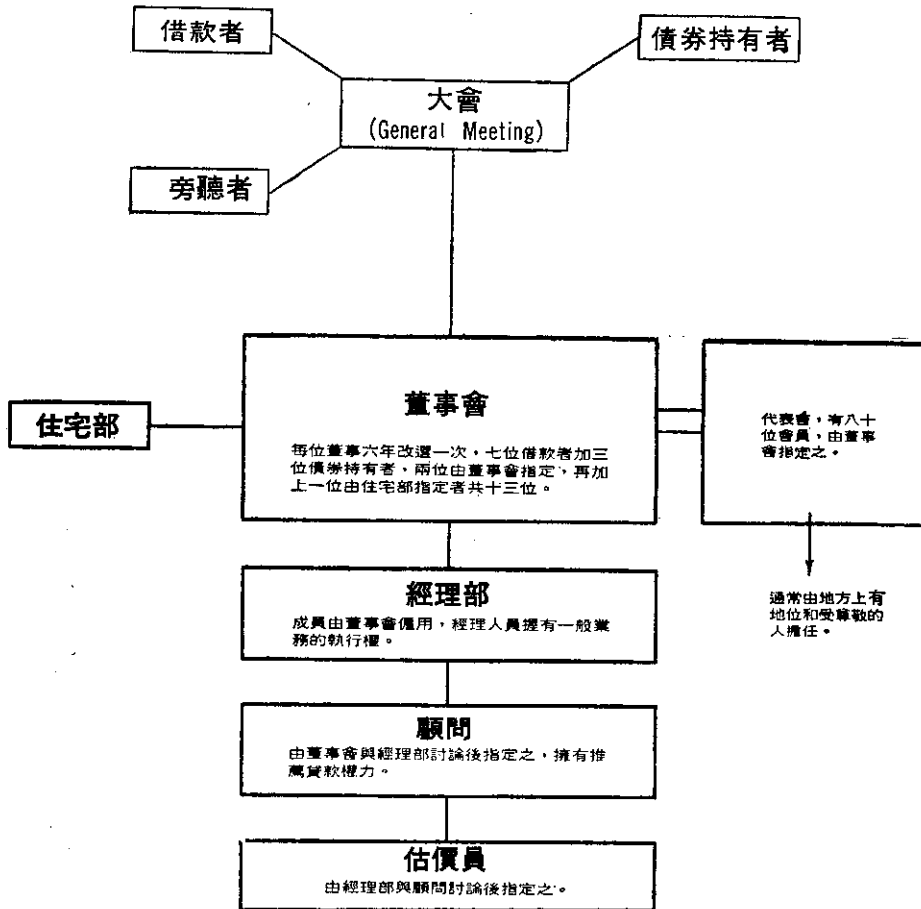 借款者
債券持有者
大會
(General Meeting)
旁聽者
董事會
每位董事六年改選一次，七位借款者加三
位債券持有者，兩位由董事會指定，再加
上一位由住宅部指定者共十三位。
住宅部
代表會，有八十
位會員，由董事
會指定之。
通常由地方上有
地位和受尊敬的
人擔任。
經理部
成員由董事會僱用，經理人員握有一般業
務的執行權。
顧問
由董事會與經理部討論後指定之，擁有推
薦貸款權力。
估價員
由經理部與顧問討論後指定之。